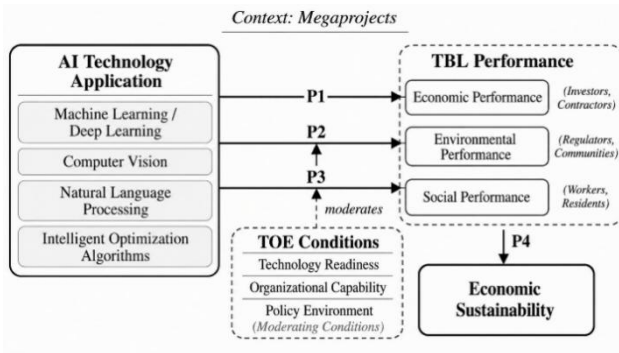 Context: Megaprojects
AI Technology
Application
Machine Learning /
Deep Learning
Computer Vision
Natural Language
Processing
Intelligent Optimization
Algorithms
P1
P2
P3
moderates
TOE Conditions
Technology Readiness
Organizational Capability
Policy Environment
(Moderating Conditions)
TBL Performance
Economic Performance
(Investors,
Contractors)
Environmental
Performance
(Regulators,
Communities)
Social Performance
(Workers,
Residents)
P4
Economic
Sustainability